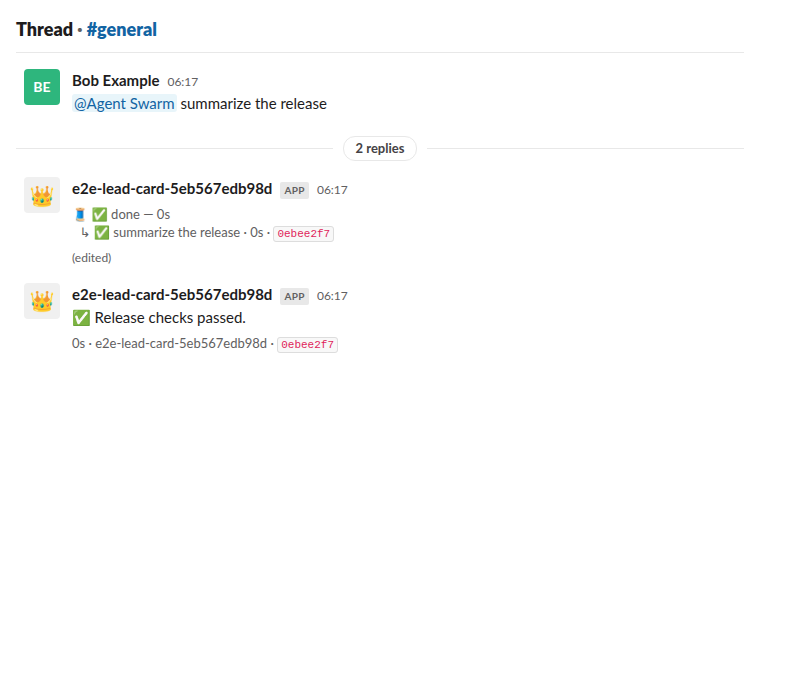 Thread • #general
BE
Bob Example 06:17
@Agent Swarm summarize the release
2 replies
e2e-lead-card-5eb567edb98d APP 06:17
🧵 ✅ done — 0s
↳ ✅ summarize the release · 0s · 0ebee2f7
(edited)
e2e-lead-card-5eb567edb98d APP 06:17
✅ Release checks passed.
0s · e2e-lead-card-5eb567edb98d · 0ebee2f7